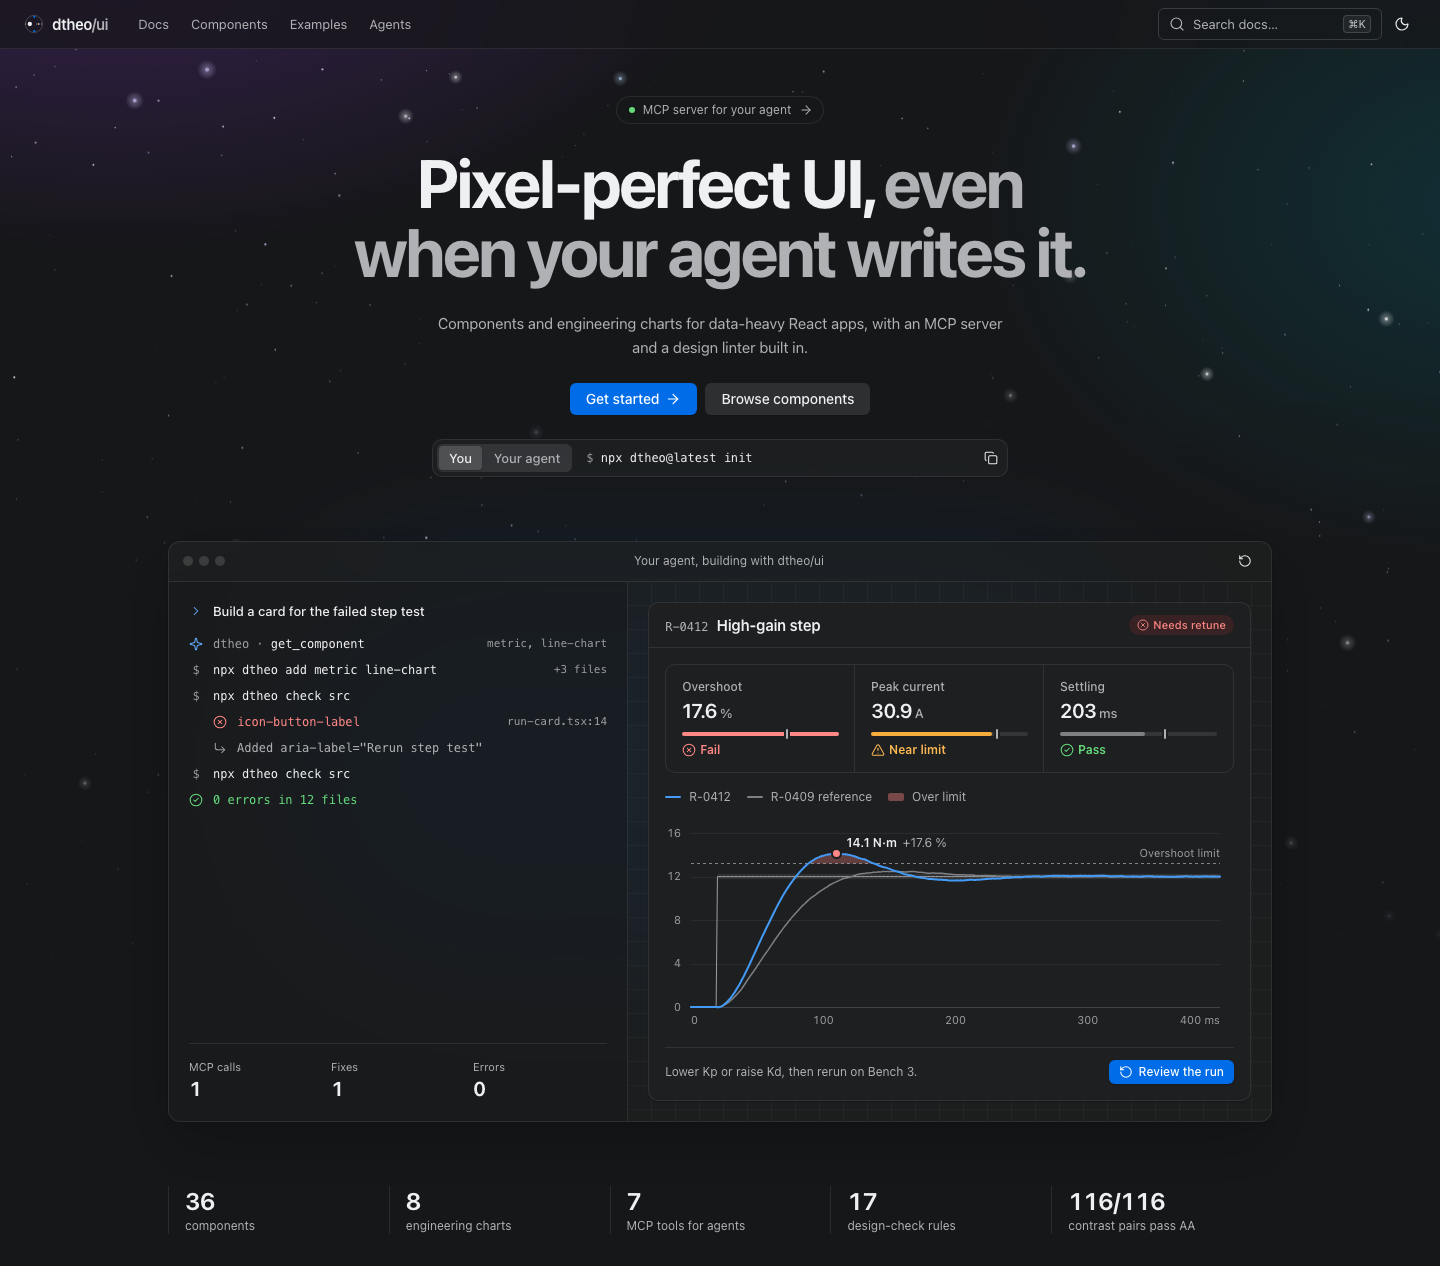 dtheo/ui Docs Components Examples Agents Search docs... ⌘K
MCP server for your agent →
Pixel-perfect UI, even
when your agent writes it.
Components and engineering charts for data-heavy React apps, with an MCP server
and a design linter built in.
Get started → Browse components
You Your agent $ npx dtheo@latest init
Your agent, building with dtheo/ui
Build a card for the failed step test
dtheo · get_component metric, line-chart
$ npx dtheo add metric line-chart +3 files
$ npx dtheo check src
icon-button-label run-card.tsx:14
Added aria-label="Rerun step test"
$ npx dtheo check src
0 errors in 12 files
MCP calls Fixes Errors
1 1 0
R-0412 High-gain step Needs retune
Overshoot Peak current Settling
17.6 % 30.9 A 203 ms
Fail Near limit Pass
R-0412 R-0409 reference Over limit
16
14.1 N·m +17.6 %
Overshoot limit
12
8
4
0
0 100 200 300 400 ms
Lower Kp or raise Kd, then rerun on Bench 3. Review the run
36 8 7 17 116/116
components engineering charts MCP tools for agents design-check rules contrast pairs pass AA